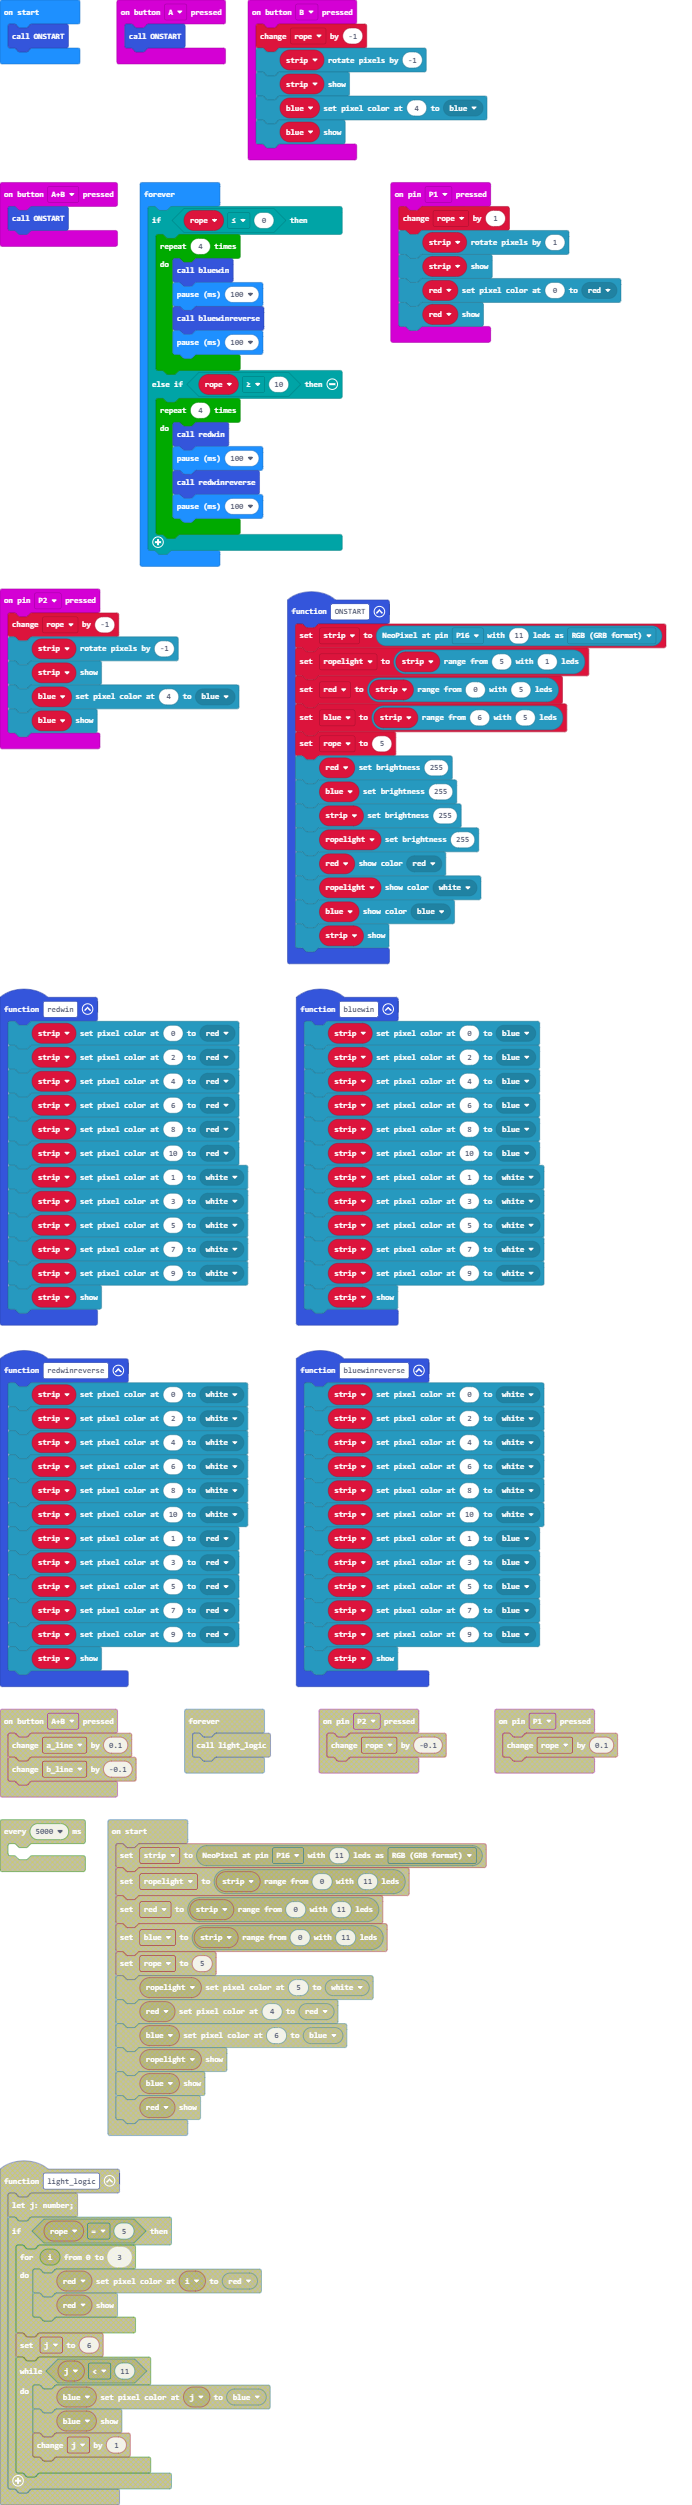 on start
call ONSTART
on button A pressed
call ONSTART
on button B pressed
change rope by -1
strip rotate pixels by -1
strip show
blue set pixel color at 4 to blue
blue show
on button A+B pressed
call ONSTART
forever
if rope ≤ 0 then
repeat 4 times
do
call bluewin
pause (ms) 100
call bluewinreverse
pause (ms) 100
else if rope ≥ 10 then
repeat 4 times
do
call redwin
pause (ms) 100
call redwinreverse
pause (ms) 100
on pin P1 pressed
change rope by 1
strip rotate pixels by 1
strip show
red set pixel color at 0 to red
red show
on pin P2 pressed
change rope by -1
strip rotate pixels by -1
strip show
blue set pixel color at 4 to blue
blue show
function ONSTART
set strip to NeoPixel at pin P16 with 11 leds as RGB (GRB format)
set ropelight to strip range from 5 with 1 leds
set red to strip range from 0 with 5 leds
set blue to strip range from 6 with 5 leds
set rope to 5
red set brightness 255
blue set brightness 255
strip set brightness 255
ropelight set brightness 255
red show color red
ropelight show color white
blue show color blue
strip show
function redwin
strip set pixel color at 0 to red
strip set pixel color at 2 to red
strip set pixel color at 4 to red
strip set pixel color at 6 to red
strip set pixel color at 8 to red
strip set pixel color at 10 to red
strip set pixel color at 1 to white
strip set pixel color at 3 to white
strip set pixel color at 5 to white
strip set pixel color at 7 to white
strip set pixel color at 9 to white
strip show
function bluewin
strip set pixel color at 0 to blue
strip set pixel color at 2 to blue
strip set pixel color at 4 to blue
strip set pixel color at 6 to blue
strip set pixel color at 8 to blue
strip set pixel color at 10 to blue
strip set pixel color at 1 to white
strip set pixel color at 3 to white
strip set pixel color at 5 to white
strip set pixel color at 7 to white
strip set pixel color at 9 to white
strip show
function redwinreverse
strip set pixel color at 0 to white
strip set pixel color at 2 to white
strip set pixel color at 4 to white
strip set pixel color at 6 to white
strip set pixel color at 8 to white
strip set pixel color at 10 to white
strip set pixel color at 1 to red
strip set pixel color at 3 to red
strip set pixel color at 5 to red
strip set pixel color at 7 to red
strip set pixel color at 9 to red
strip show
function bluewinreverse
strip set pixel color at 0 to white
strip set pixel color at 2 to white
strip set pixel color at 4 to white
strip set pixel color at 6 to white
strip set pixel color at 8 to white
strip set pixel color at 10 to white
strip set pixel color at 1 to blue
strip set pixel color at 3 to blue
strip set pixel color at 5 to blue
strip set pixel color at 7 to blue
strip set pixel color at 9 to blue
strip show
on button A+B pressed
change a_line by 0.1
change b_line by -0.1
forever
call light_logic
on pin P2 pressed
change rope by -0.1
on pin P1 pressed
change rope by 0.1
every 5000 ms
on start
set strip to NeoPixel at pin P16 with 11 leds as RGB (GRB format)
set ropelight to strip range from 0 with 11 leds
set red to strip range from 0 with 11 leds
set blue to strip range from 0 with 11 leds
set rope to 5
ropelight set pixel color at 5 to white
red set pixel color at 4 to red
blue set pixel color at 6 to blue
ropelight show
blue show
red show
function light_logic
let j: number;
if rope = 5 then
for i from 0 to 3
do
red set pixel color at i to red
red show
set j to 6
while j < 11
do
blue set pixel color at j to blue
blue show
change j by 1